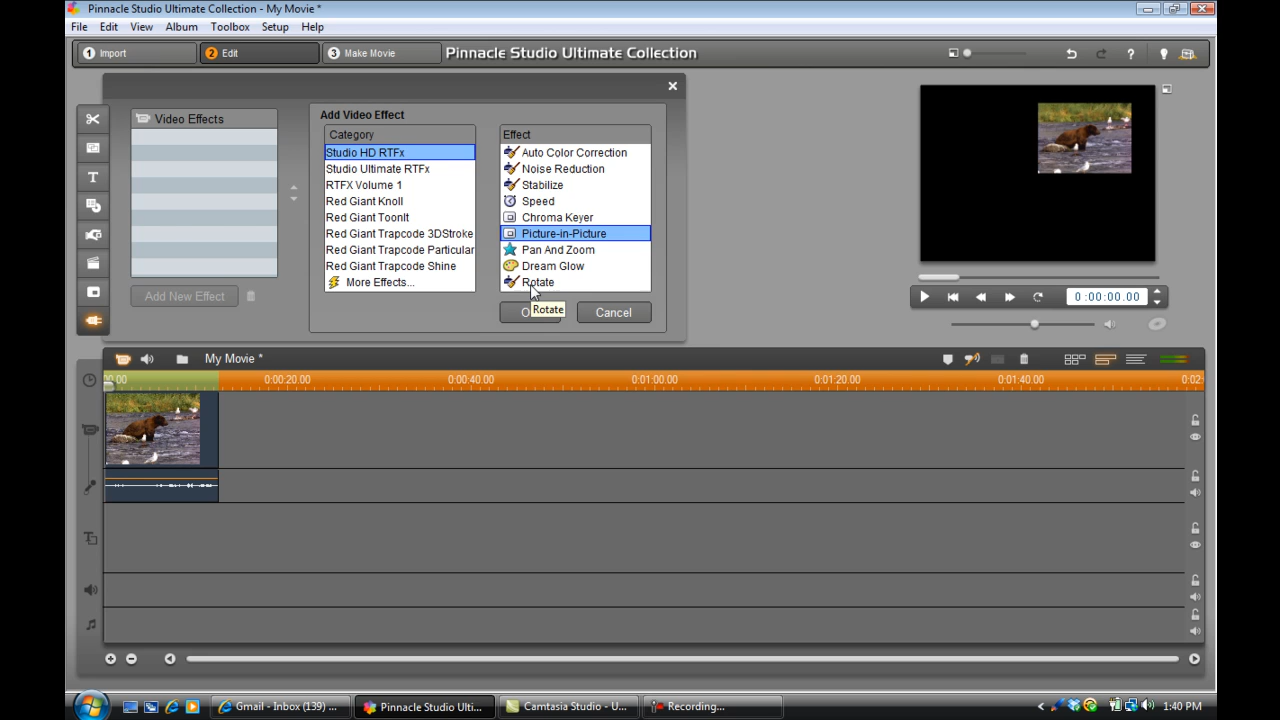 Pinnacle Studio Ultimate Collection - My Movie *
File Edit View Album Toolbox Setup Help
1 Import 2 Edit 3 Make Movie Pinnacle Studio Ultimate Collection
Video Effects
Add New Effect
Add Video Effect
Category
Studio HD RTFx
Studio Ultimate RTFx
RTFX Volume 1
Red Giant Knoll
Red Giant ToonIt
Red Giant Trapcode 3DStroke
Red Giant Trapcode Particular
Red Giant Trapcode Shine
More Effects...
Effect
Auto Color Correction
Noise Reduction
Stabilize
Speed
Chroma Keyer
Picture-in-Picture
Pan And Zoom
Dream Glow
Rotate
Rotate
Cancel
0:00:00.00
My Movie *
00 0:00:20.00 0:00:40.00 0:01:00.00 0:01:20.00 0:01:40.00 0:02:
Gmail - Inbox (139) ... Pinnacle Studio Ulti... Camtasia Studio - U... Recording... 1:40 PM